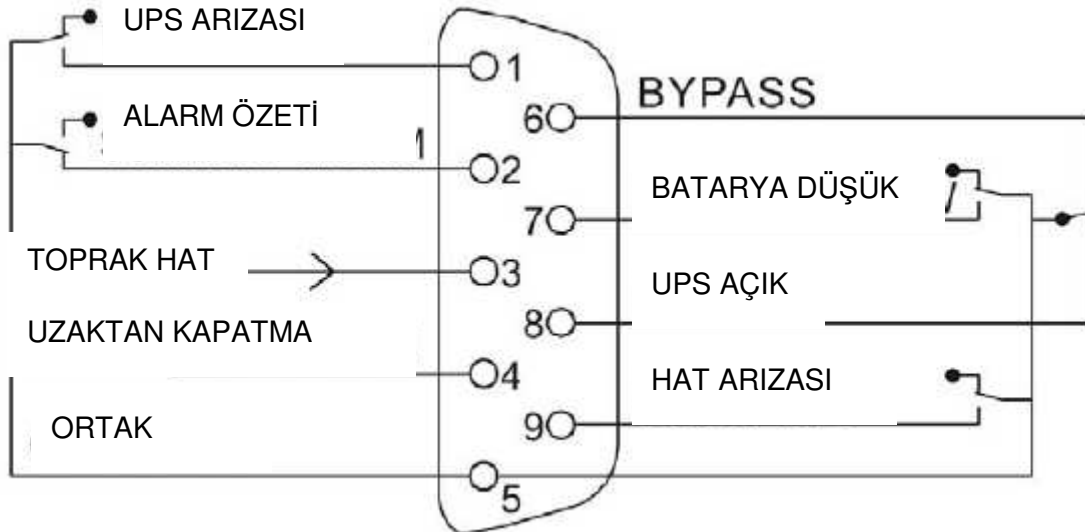 UPS ARIZASI
1
ALARM ÖZETİ
2
TOPRAK HAT
3
UZAKTAN KAPATMA
4
ORTAK
5
BYPASS
6
BATARYA DÜŞÜK
7
UPS AÇIK
8
HAT ARIZASI
9